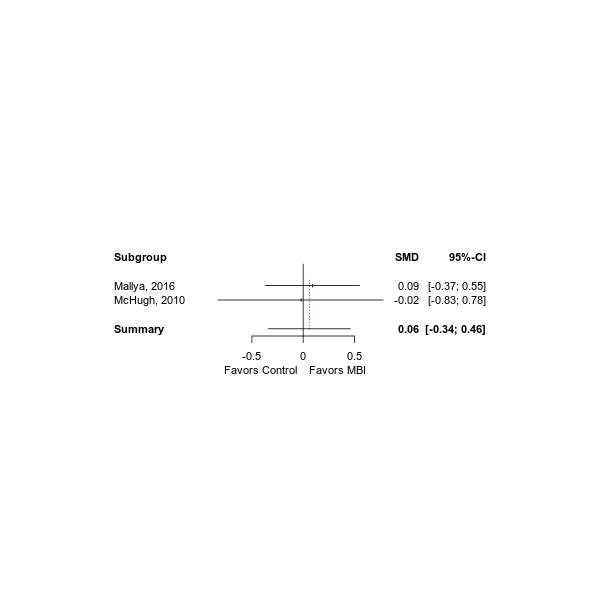 Subgroup SMD 95%-CI
Mallya, 2016 0.09 [-0.37; 0.55]
McHugh, 2010 -0.02 [-0.83; 0.78]
Summary 0.06 [-0.34; 0.46]
-0.5 0 0.5
Favors Control Favors MBI